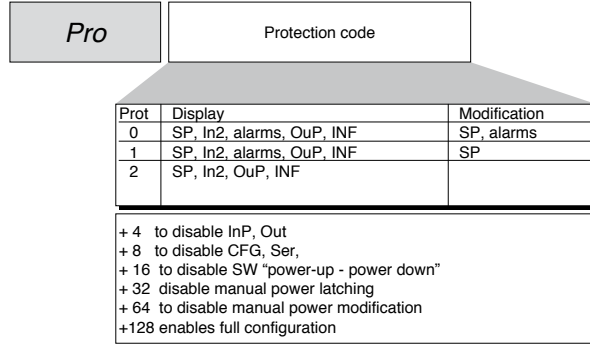 Pro
Protection code
Prot Display Modification
0 SP, In2, alarms, OuP, INF SP, alarms
1 SP, In2, alarms, OuP, INF SP
2 SP, In2, OuP, INF
+ 4 to disable InP, Out
+ 8 to disable CFG, Ser,
+ 16 to disable SW “power-up - power down”
+ 32 disable manual power latching
+ 64 to disable manual power modification
+128 enables full configuration